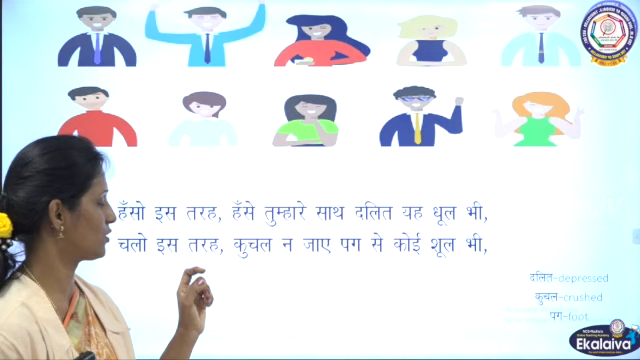 हँसो इस तरह, हँसे तुम्हारे साथ दलित यह धूल भी,
चलो इस तरह, कुचल न जाए पग से कोई शूल भी,
दलित-depressed
कुचल-crushed
पग-foot
Ekalaiva